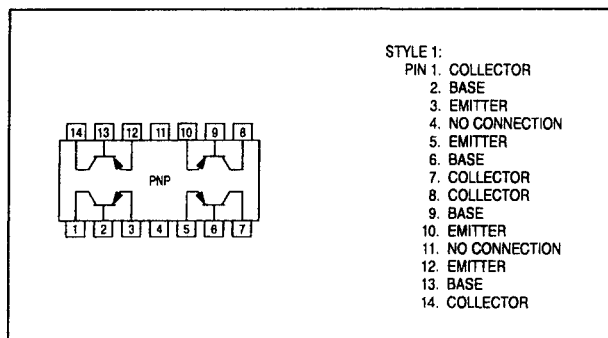 STYLE 1:
PIN 1. COLLECTOR
2. BASE
3. EMITTER
4. NO CONNECTION
5. EMITTER
6. BASE
7. COLLECTOR
8. COLLECTOR
9. BASE
10. EMITTER
11. NO CONNECTION
12. EMITTER
13. BASE
14. COLLECTOR
14 13 12 11 10 9 8
PNP
1 2 3 4 5 6 7